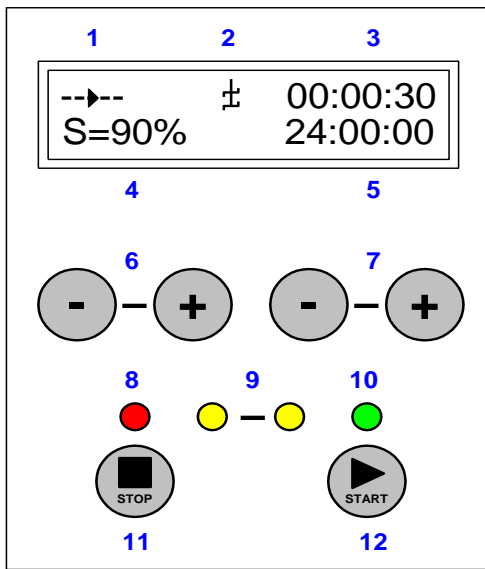 1 2 3
--▶-- 00:00:30
S=90% 24:00:00
4 5
6 7
- – + - – +
8 9 10
–
STOP START
11 12